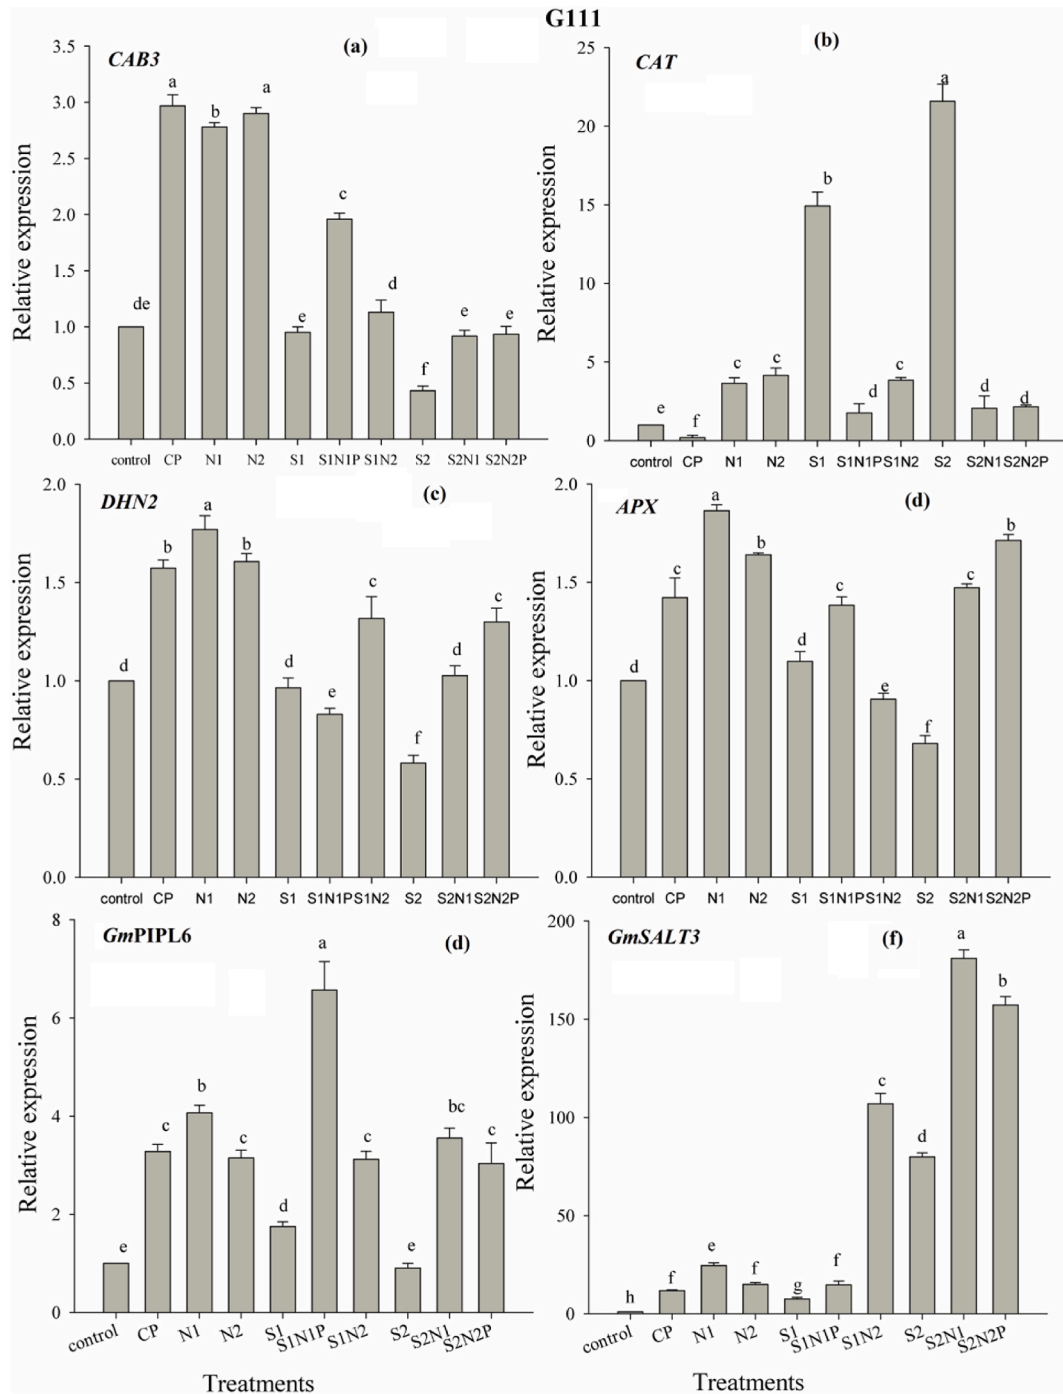 G111
CAB3
(a)
3.5
3.0
2.5
2.0
1.5
1.0
0.5
0.0
Relative expression
de
a
b
a
e
c
d
f
e
e
control CP N1 N2 S1 S1N1P S1N2 S2 S2N1 S2N2P
CAT
(b)
25
20
15
10
5
0
Relative expression
e
f
c
c
b
d
c
a
d
d
control CP N1 N2 S1 S1N1P S1N2 S2 S2N1 S2N2P
DHN2
(c)
2.0
1.5
1.0
0.5
0.0
Relative expression
d
b
a
b
d
e
c
f
d
c
control CP N1 N2 S1 S1N1P S1N2 S2 S2N1 S2N2P
APX
(d)
2.0
1.5
1.0
0.5
0.0
Relative expression
d
c
a
b
d
c
e
f
c
b
control CP N1 N2 S1 S1N1P S1N2 S2 S2N1 S2N2P
GmPIPL6
(d)
8
6
4
2
0
Relative expression
e
c
b
c
d
a
c
e
bc
c
control CP N1 N2 S1 S1N1P S1N2 S2 S2N1 S2N2P
Treatments
GmSALT3
(f)
200
150
100
50
0
Relative expression
h
f
e
f
g
f
c
d
a
b
control CP N1 N2 S1 S1N1P S1N2 S2 S2N1 S2N2P
Treatments